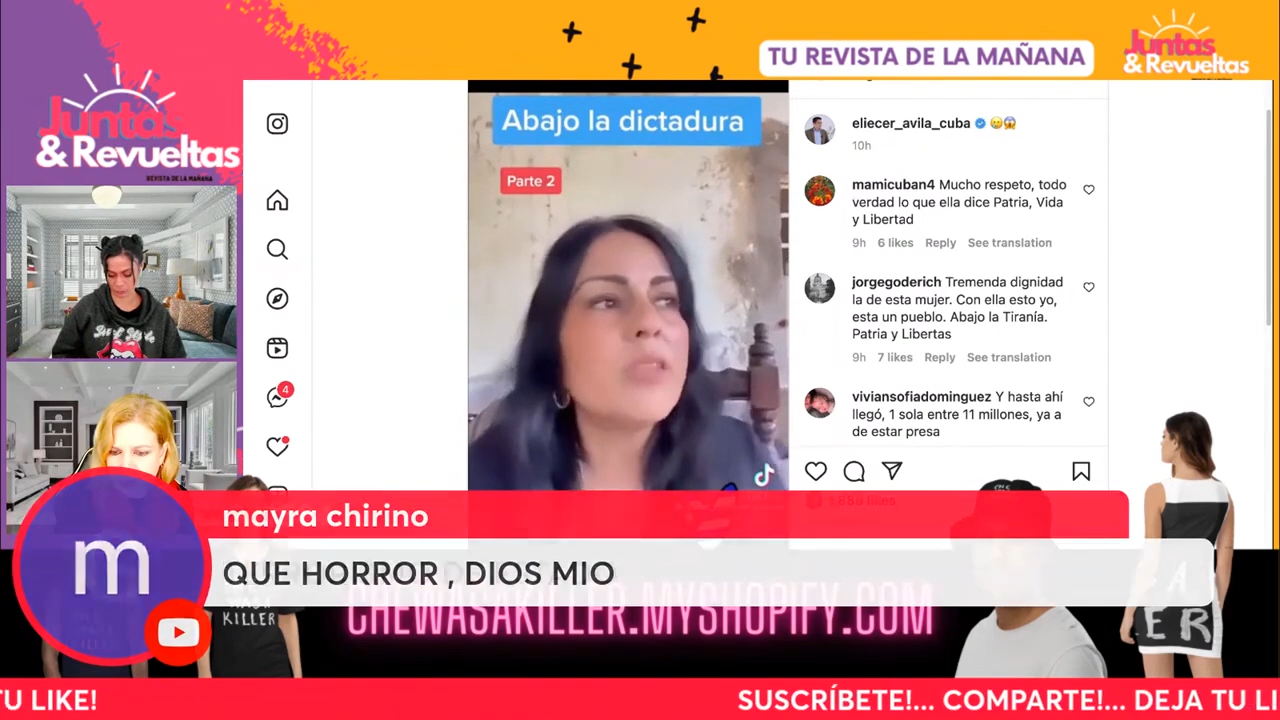 TU REVISTA DE LA MAÑANA
Juntas
& Revueltas
Juntas
& Revueltas
REVISTA DE LA MAÑANA
Abajo la dictadura
Parte 2
eliecer_avila_cuba
10h
mamicuban4 Mucho respeto, todo
verdad lo que ella dice Patria, Vida
y Libertad
9h 6 likes Reply See translation
jorgegoderich Tremenda dignidad
la de esta mujer. Con ella esto yo,
esta un pueblo. Abajo la Tiranía.
Patria y Libertas
9h 7 likes Reply See translation
viviansofiadominguez Y hasta ahí
llegó, 1 sola entre 11 millones, ya a
de estar presa
4
mayra chirino
m
QUE HORROR , DIOS MIO
CHEWASAKILLER.MYSHOPIFY.COM
KILLER
A
ER
TU LIKE!
SUSCRÍBETE!... COMPARTE!... DEJA TU LI